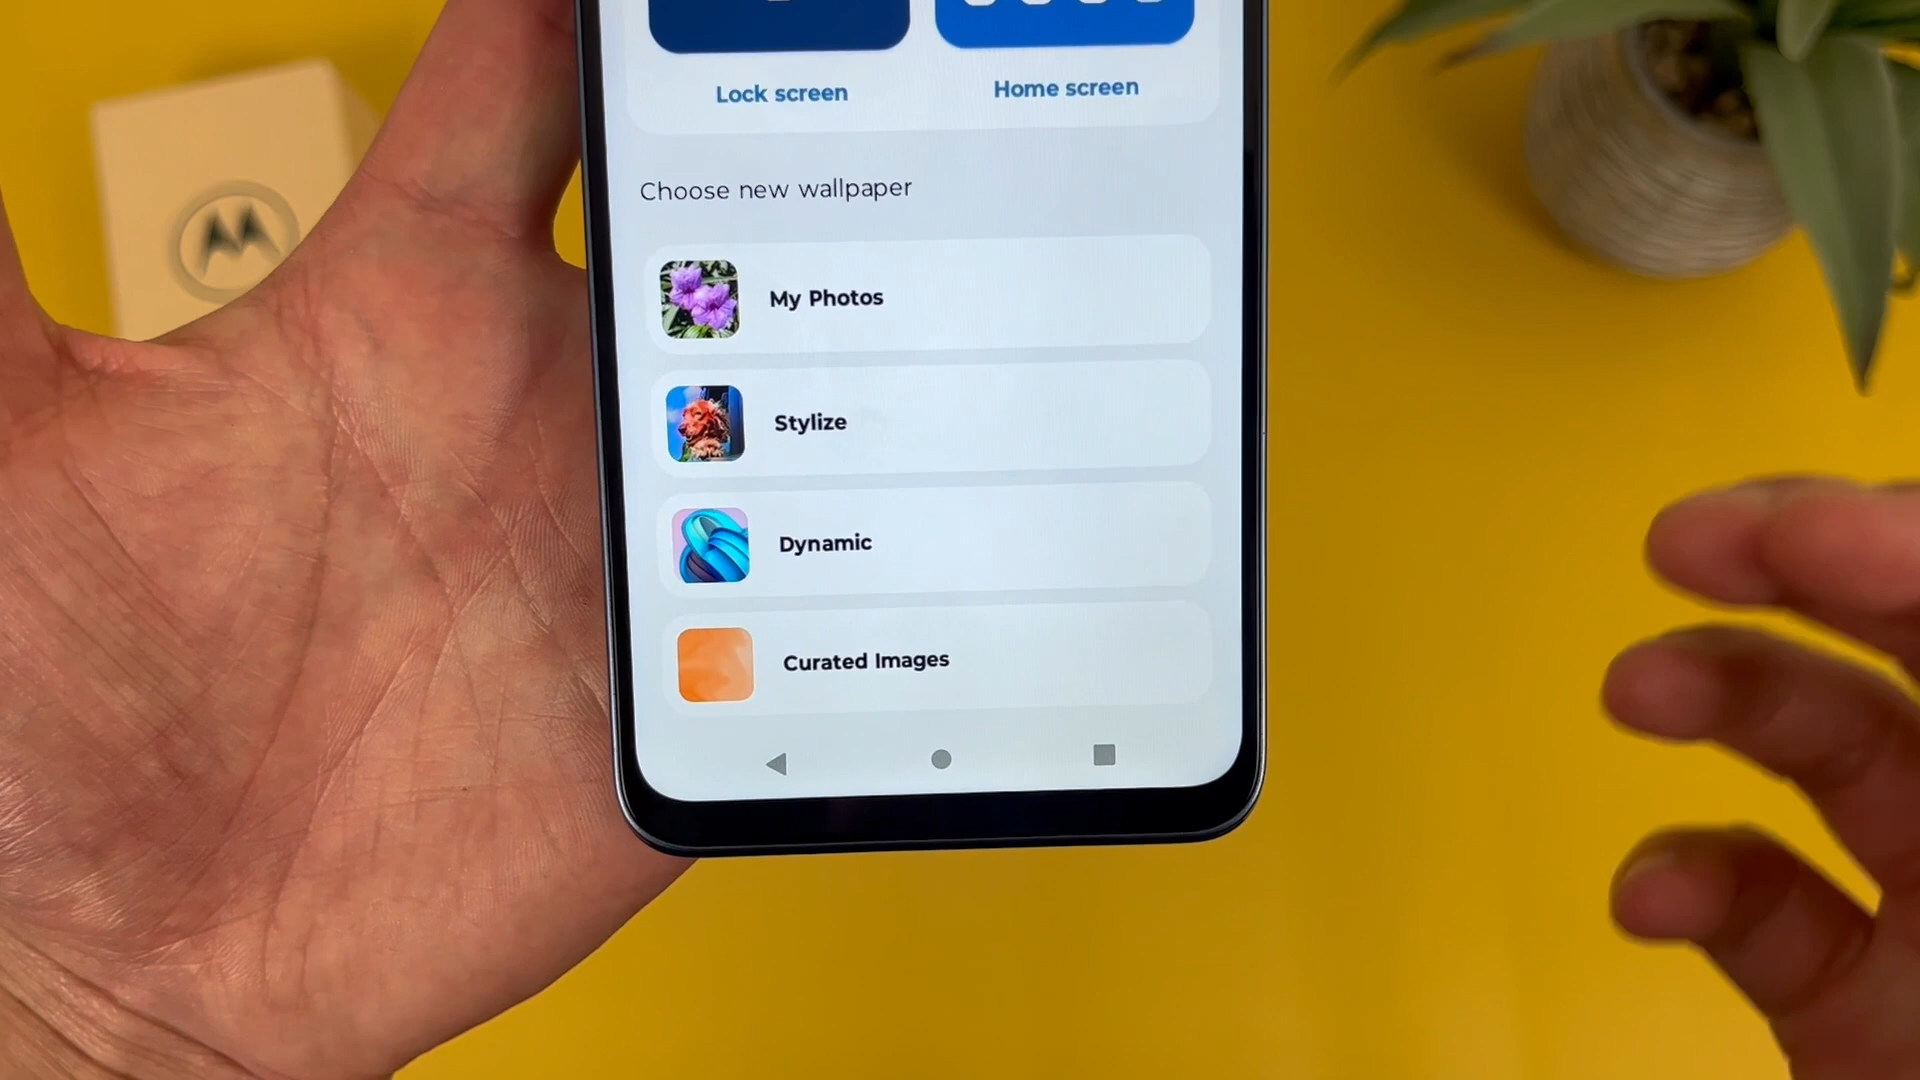 Lock screen
Home screen
Choose new wallpaper
My Photos
Stylize
Dynamic
Curated Images